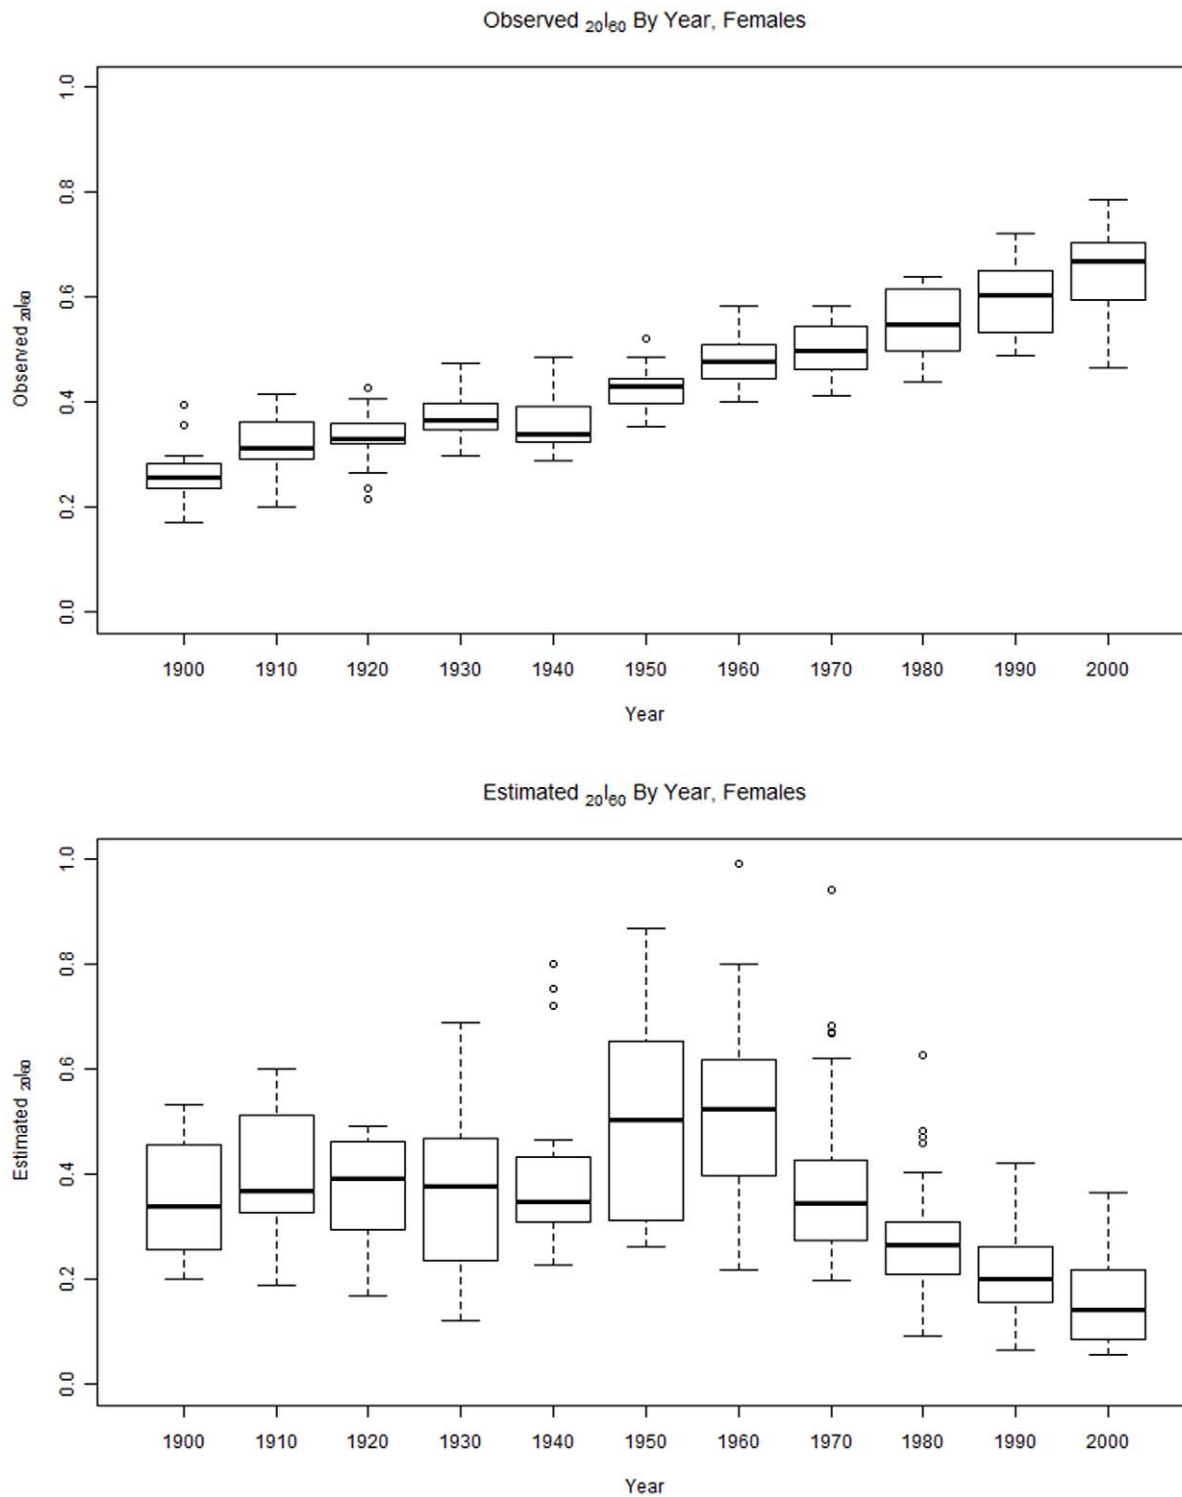 Observed ₂₀l₆₀ By Year, Females
1.0
0.8
0.6
0.4
0.2
0.0
Observed ₂₀l₆₀
1900 1910 1920 1930 1940 1950 1960 1970 1980 1990 2000
Year
Estimated ₂₀l₆₀ By Year, Females
1.0
0.8
0.6
0.4
0.2
0.0
Estimated ₂₀l₆₀
1900 1910 1920 1930 1940 1950 1960 1970 1980 1990 2000
Year